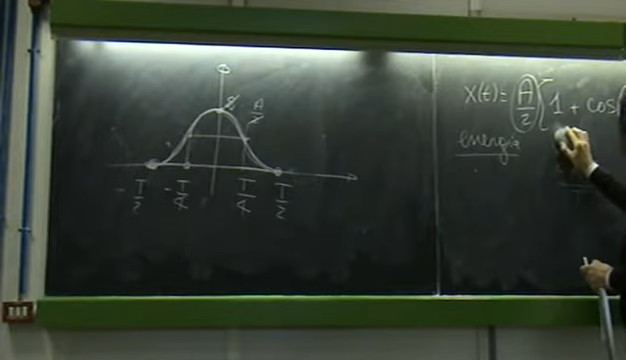 A
A/2
-T/2 -T/4 T/4 T/2
x(t) = A/2 [ 1 + cos(
energia